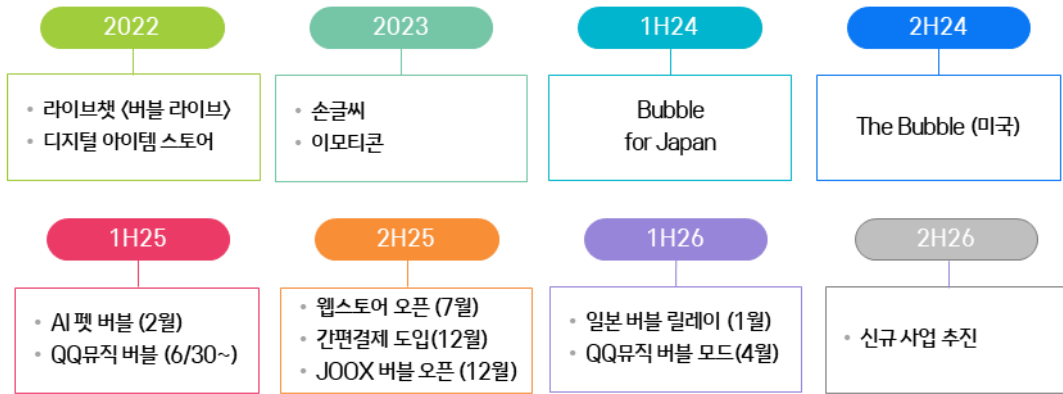 2022
2023
1H24
2H24
• 라이브챗 <버블 라이브>
• 디지털 아이템 스토어
• 손글씨
• 이모티콘
Bubble
for Japan
The Bubble (미국)
1H25
2H25
1H26
2H26
• AI 펫 버블 (2월)
• QQ뮤직 버블 (6/30~)
• 웹스토어 오픈 (7월)
• 간편결제 도입(12월)
• JOOX 버블 오픈 (12월)
• 일본 버블 릴레이 (1월)
• QQ뮤직 버블 모드(4월)
• 신규 사업 추진